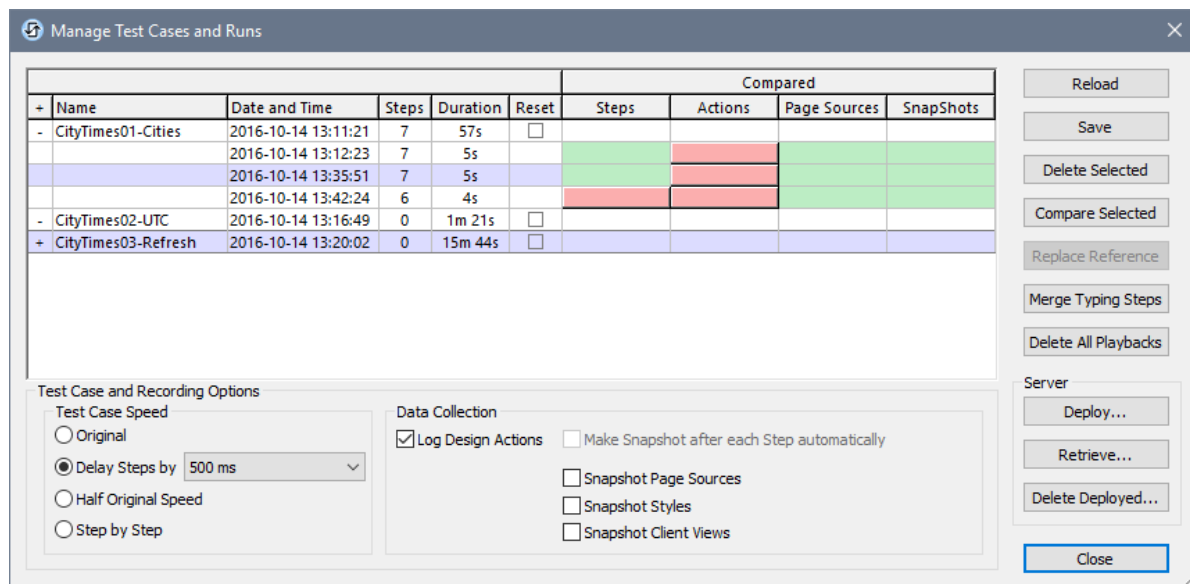 Manage Test Cases and Runs
Compared
+ Name Date and Time Steps Duration Reset Steps Actions Page Sources SnapShots
- CityTimes01-Cities 2016-10-14 13:11:21 7 57s
2016-10-14 13:12:23 7 5s
2016-10-14 13:35:51 7 5s
2016-10-14 13:42:24 6 4s
- CityTimes02-UTC 2016-10-14 13:16:49 0 1m 21s
+ CityTimes03-Refresh 2016-10-14 13:20:02 0 15m 44s
Reload
Save
Delete Selected
Compare Selected
Replace Reference
Merge Typing Steps
Delete All Playbacks
Test Case and Recording Options
Test Case Speed
Original
Delay Steps by 500 ms
Half Original Speed
Step by Step
Data Collection
Log Design Actions
Make Snapshot after each Step automatically
Snapshot Page Sources
Snapshot Styles
Snapshot Client Views
Server
Deploy...
Retrieve...
Delete Deployed...
Close